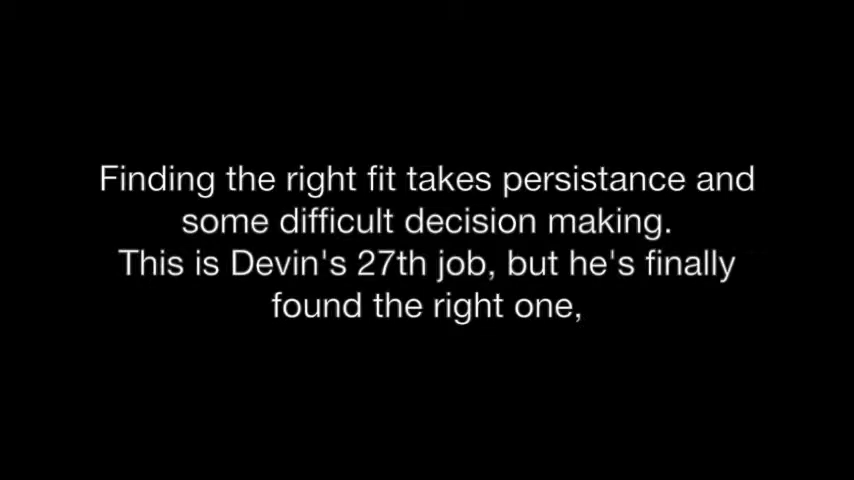 Finding the right fit takes persistance and
some difficult decision making.
This is Devin's 27th job, but he's finally
found the right one,